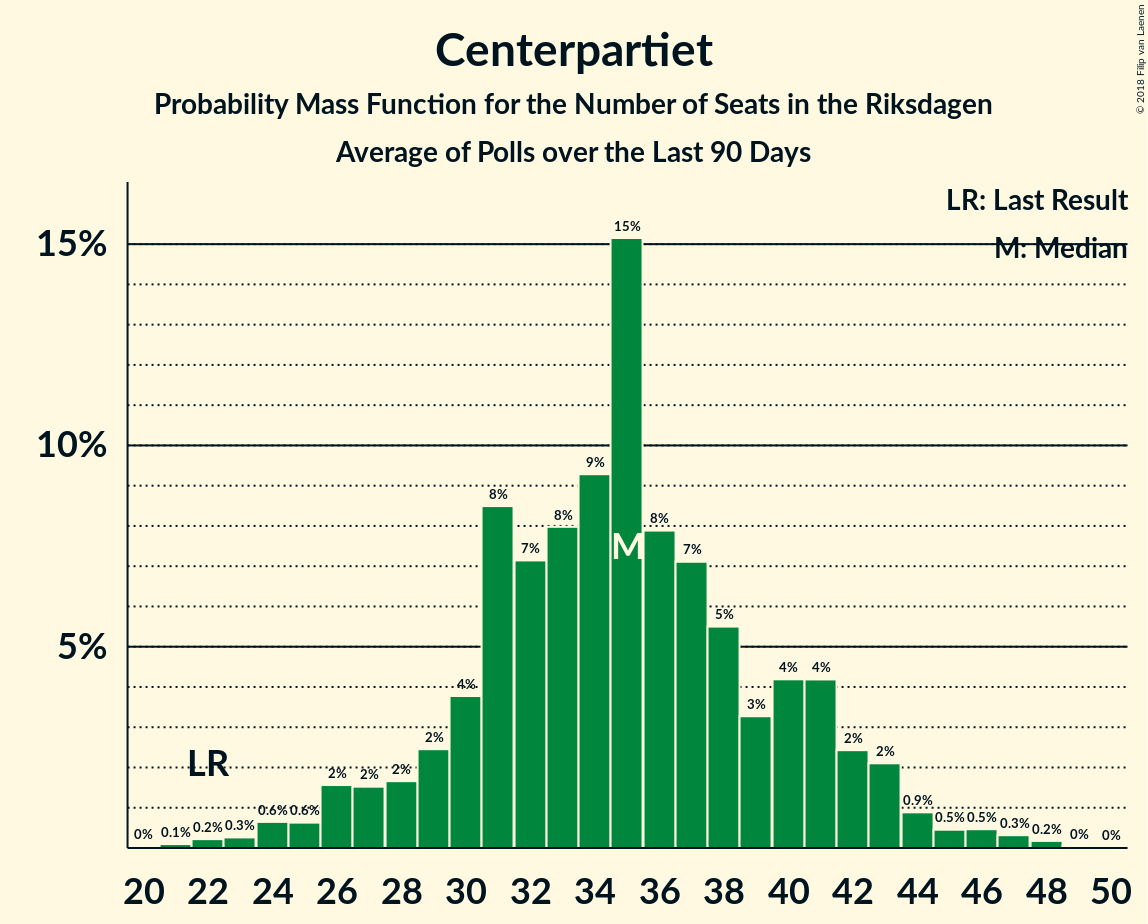 Centerpartiet
Probability Mass Function for the Number of Seats in the Riksdagen
Average of Polls over the Last 90 Days
© 2018 Filip van Laenen
LR: Last Result
M: Median
15%
10%
5%
0% 0.1% 0.2% 0.3% 0.6% 0.6% 2% 2% 2% 2% 4% 8% 7% 8% 9% 15% 8% 7% 5% 3% 4% 4% 2% 2% 0.9% 0.5% 0.5% 0.3% 0.2% 0% 0%
LR
M
20 22 24 26 28 30 32 34 36 38 40 42 44 46 48 50